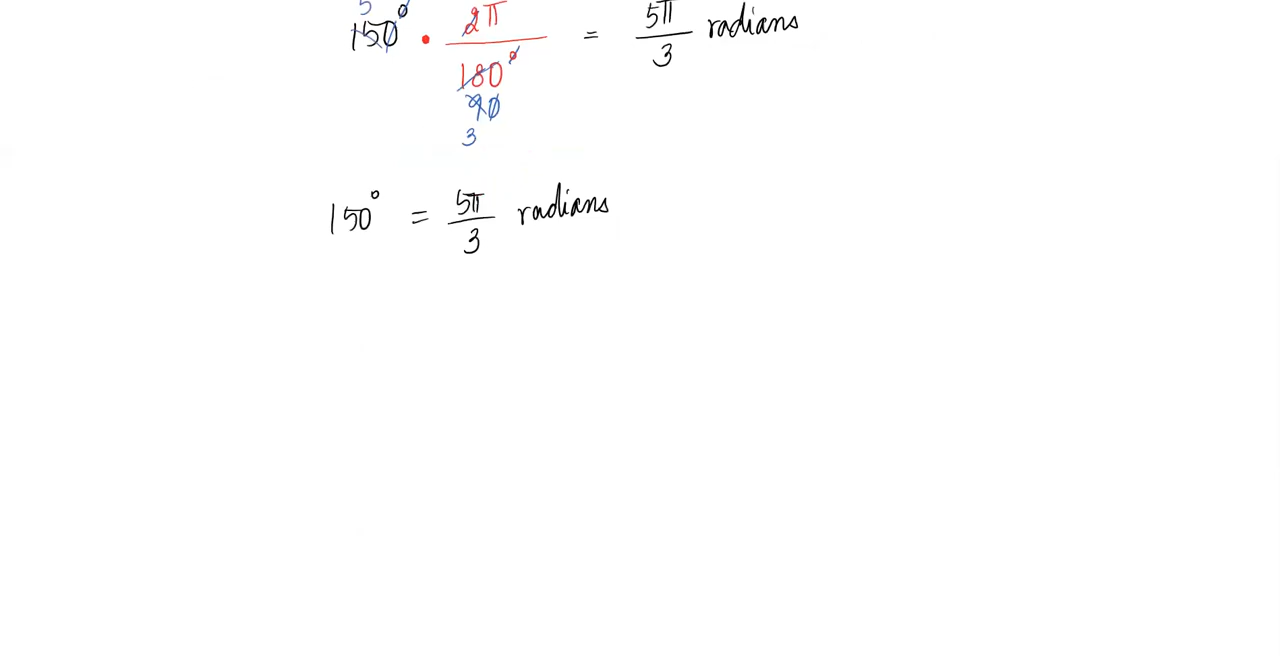 5
150° • 2π / 180° = 5π / 3 radians
90
3
150° = 5π / 3 radians